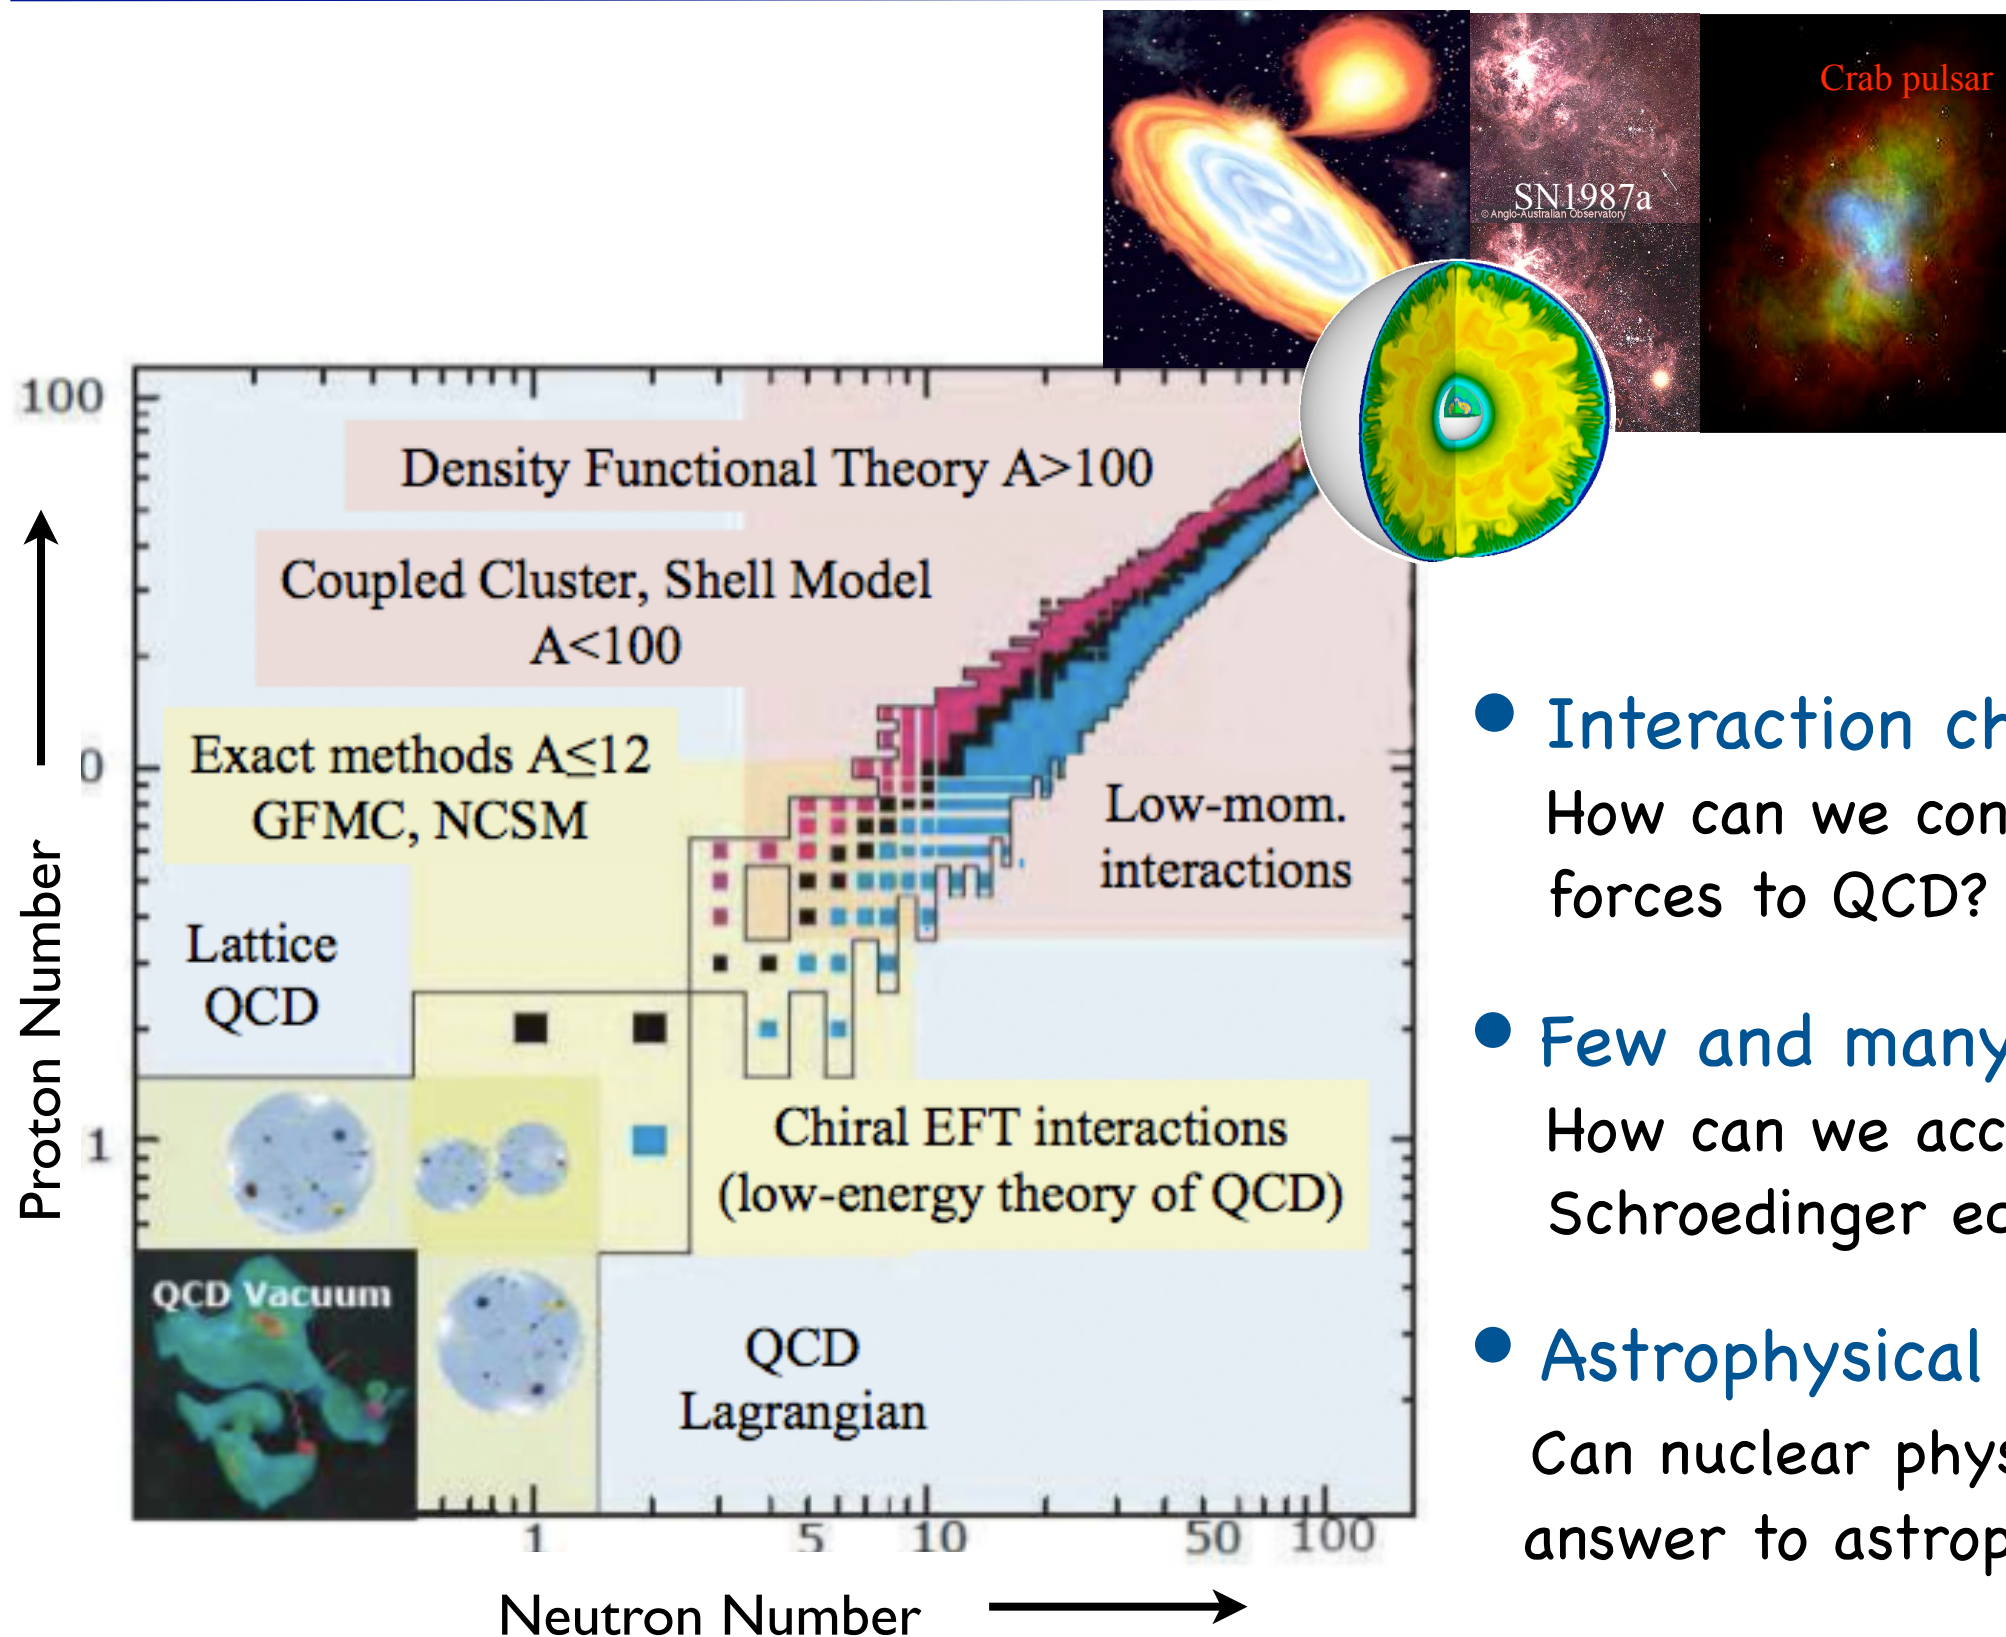 Crab pulsar
SN1987a
© Anglo-Australian Observatory
100
Density Functional Theory A>100
Coupled Cluster, Shell Model
A<100
Exact methods A≤12
GFMC, NCSM
0
Low-mom.
interactions
Lattice
QCD
1
Chiral EFT interactions
(low-energy theory of QCD)
QCD Vacuum
QCD
Lagrangian
1 5 10 50 100
Proton Number
Neutron Number
• Interaction ch
How can we con
forces to QCD?
• Few and many
How can we acc
Schroedinger
• Astrophysical
Can nuclear phys
answer to astrop